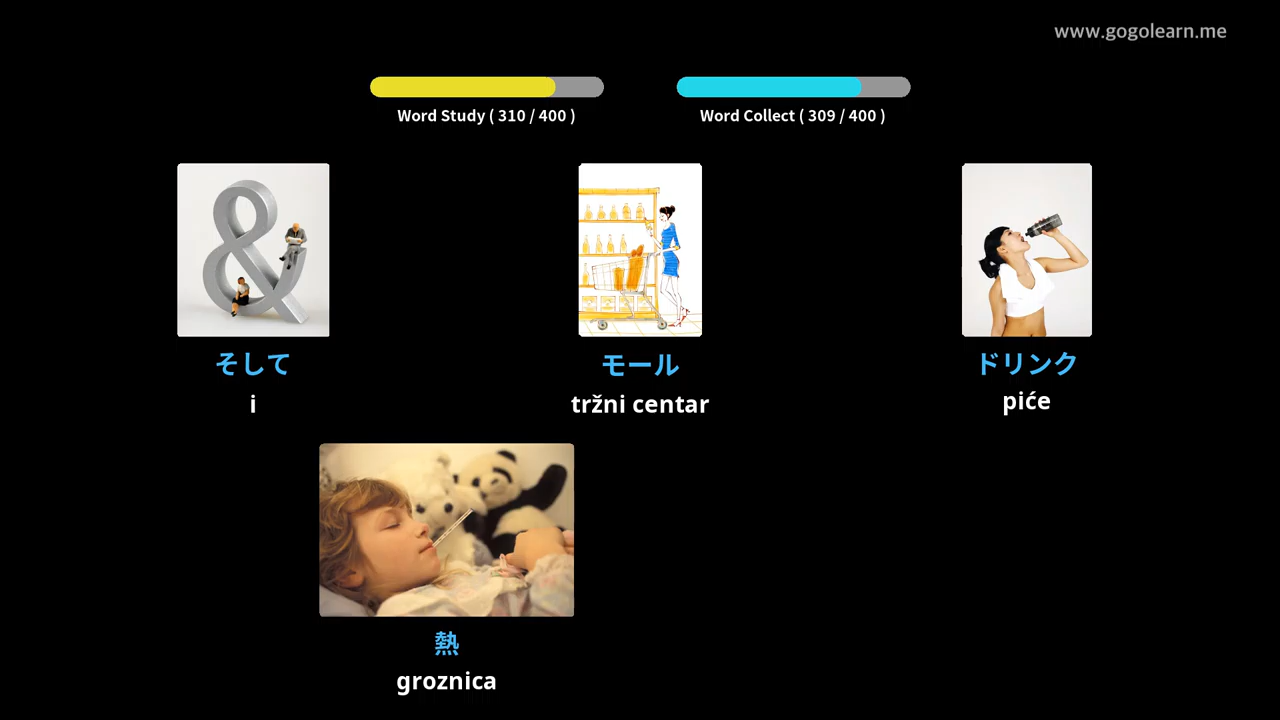 www.gogolearn.me
Word Study ( 310 / 400 )
Word Collect ( 309 / 400 )
そして
i
モール
tržni centar
ドリンク
piće
熱
groznica